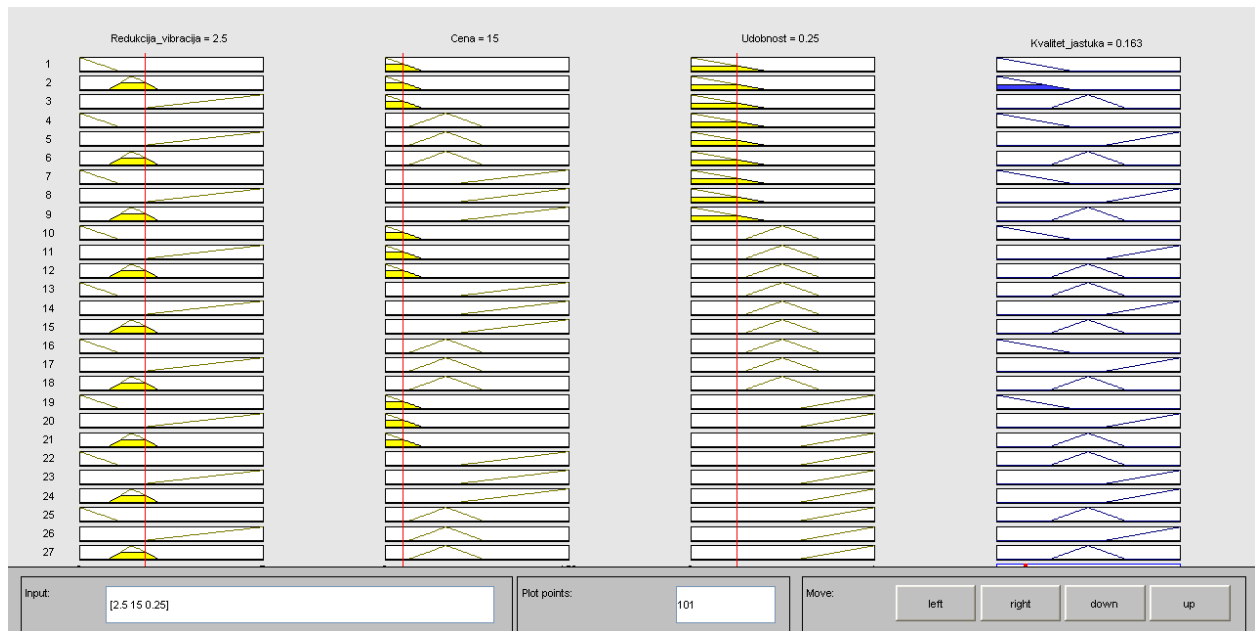 Redukcija_vibracija = 2.5
Cena = 15
Udobnost = 0.25
Kvalitet_jastuka = 0.163
1
2
3
4
5
6
7
8
9
10
11
12
13
14
15
16
17
18
19
20
21
22
23
24
25
26
27
Input:
[2.5 15 0.25]
Plot points:
101
Move:
left
right
down
up